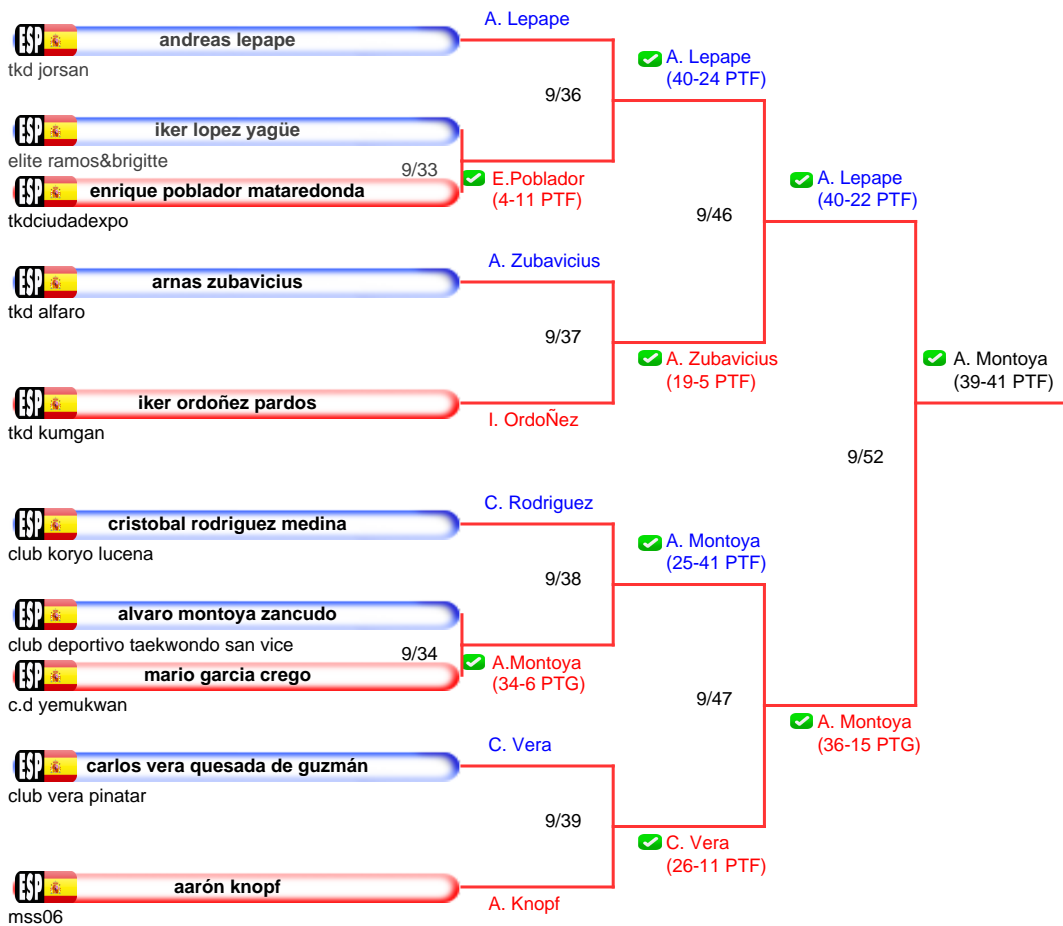 A. Lepape
ESP andreas lepape
tkd jorsan
A. Lepape
(40-24 PTF)
9/36
ESP iker lopez yagüe
elite ramos&brigitte
9/33
E.Poblador
(4-11 PTF)
ESP enrique poblador mataredonda
tkdciudadexpo
A. Lepape
(40-22 PTF)
9/46
A. Zubavicius
ESP arnas zubavicius
tkd alfaro
9/37
A. Zubavicius
(19-5 PTF)
A. Montoya
(39-41 PTF)
ESP iker ordoñez pardos
tkd kumgan
I. OrdoÑez
9/52
C. Rodriguez
ESP cristobal rodriguez medina
club koryo lucena
A. Montoya
(25-41 PTF)
9/38
ESP alvaro montoya zancudo
club deportivo taekwondo san vice
9/34
A.Montoya
(34-6 PTG)
ESP mario garcia crego
c.d yemukwan
9/47
A. Montoya
(36-15 PTG)
C. Vera
ESP carlos vera quesada de guzmán
club vera pinatar
9/39
C. Vera
(26-11 PTF)
ESP aarón knopf
mss06
A. Knopf